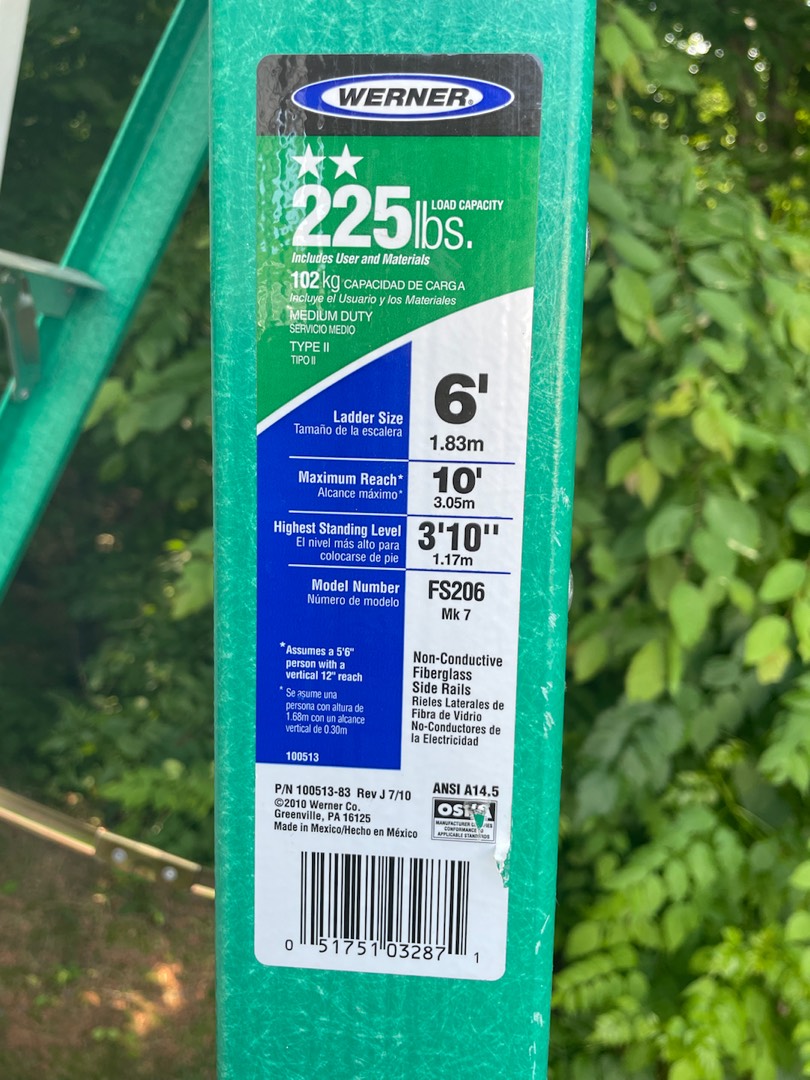 WERNER®
LOAD CAPACITY
225lbs.
Includes User and Materials
102 kg CAPACIDAD DE CARGA
Incluye el Usuario y los Materiales
MEDIUM DUTY
SERVICIO MEDIO
TYPE II
TIPO II
Ladder Size
Tamaño de la escalera
6'
1.83m
Maximum Reach*
Alcance máximo*
10'
3.05m
Highest Standing Level
El nivel más alto para
colocarse de pie
3'10"
1.17m
Model Number
Número de modelo
FS206
Mk 7
*Assumes a 5'6"
person with a
vertical 12" reach
* Se asume una
persona con altura de
1.68m con un alcance
vertical de 0.30m
100513
Non-Conductive
Fiberglass
Side Rails
Rieles Laterales de
Fibra de Vidrio
No-Conductores de
la Electricidad
P/N 100513-83 Rev J 7/10
©2010 Werner Co.
Greenville, PA 16125
Made in Mexico/Hecho en México
ANSI A14.5
OSHA
MANUFACTURER
CONFORMANCE TO
APPLICABLE STANDARDS
0 51751 03287 1